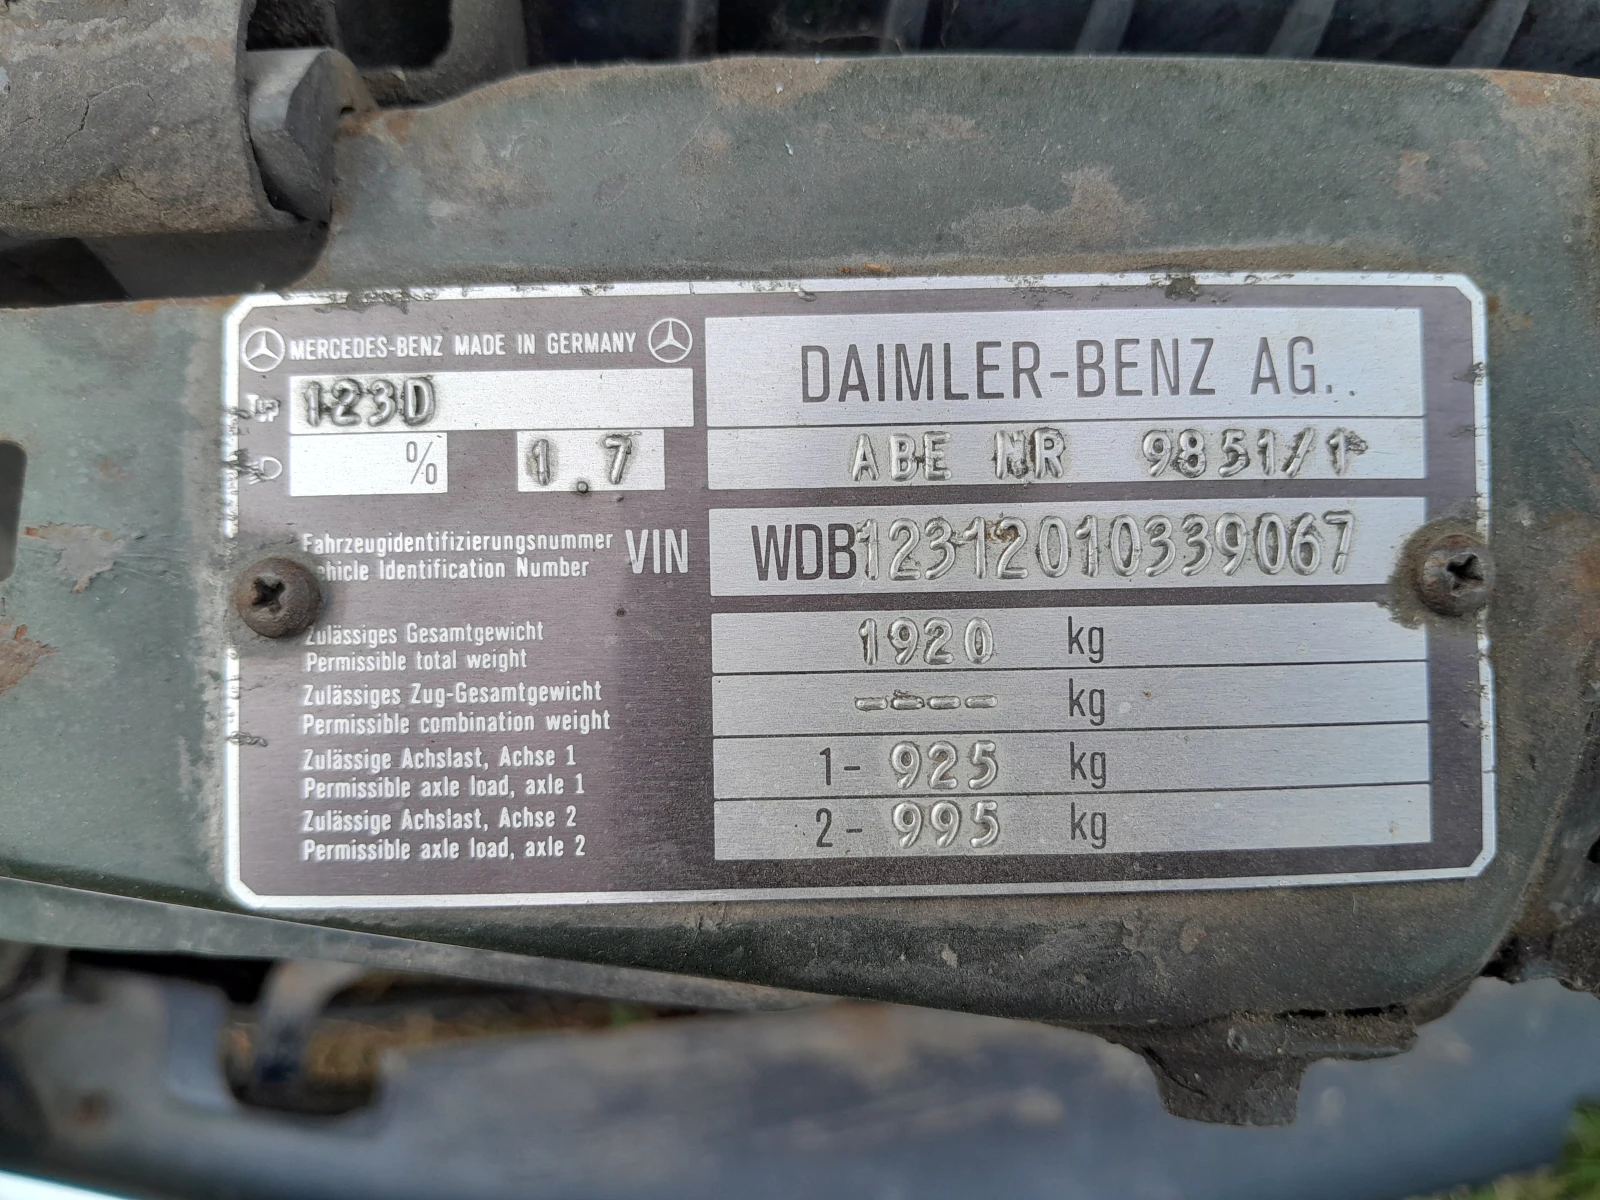 MERCEDES-BENZ MADE IN GERMANY
DAIMLER-BENZ AG..
Typ 123D
% 1.7
ABE NR 9851/1
Fahrzeugidentifizierungsnummer
Vehicle Identification Number
VIN WDB12312010339067
Zulässiges Gesamtgewicht
Permissible total weight
1920 kg
Zulässiges Zug-Gesamtgewicht
Permissible combination weight
---- kg
Zulässige Achslast, Achse 1
Permissible axle load, axle 1
1- 925 kg
Zulässige Achslast, Achse 2
Permissible axle load, axle 2
2- 995 kg